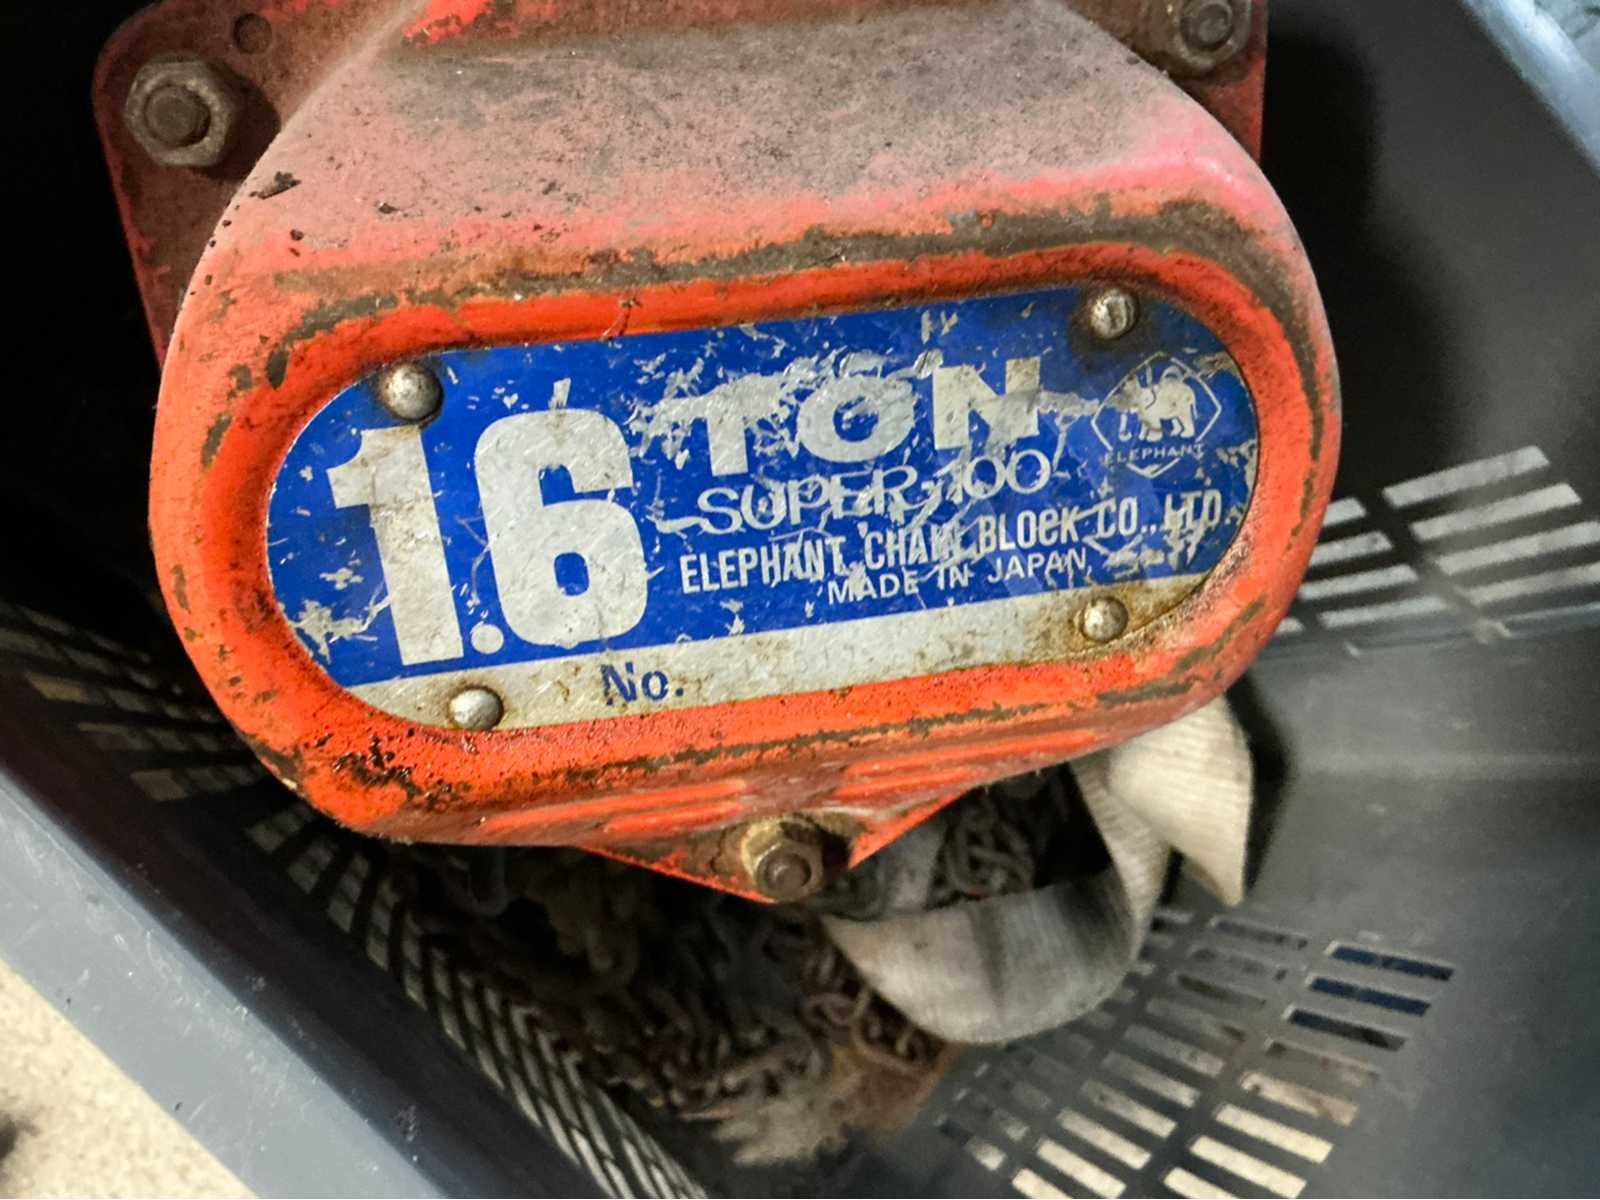 1.6 TON
ELEPHANT
SUPER-100
ELEPHANT CHAIN BLOCK CO., LTD.
MADE IN JAPAN
No.